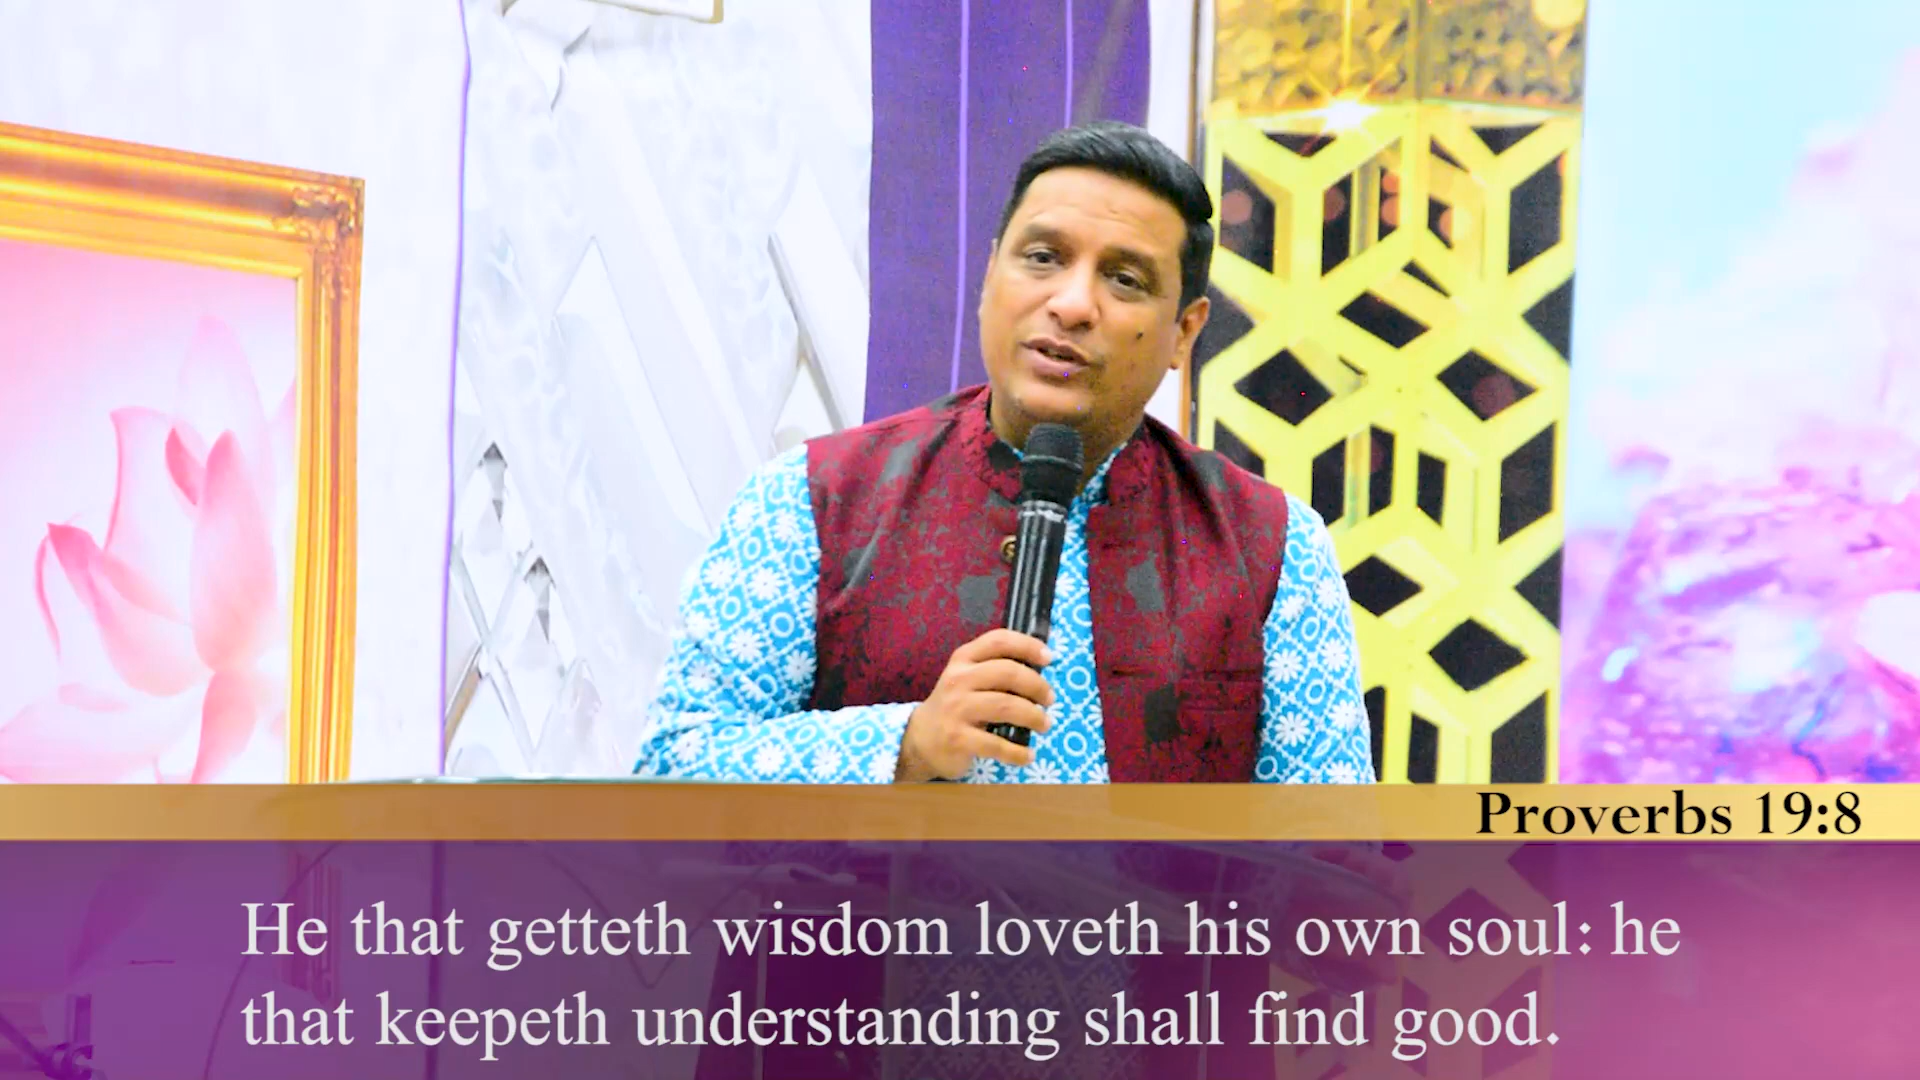 Proverbs 19:8
He that getteth wisdom loveth his own soul: he
that keepeth understanding shall find good.